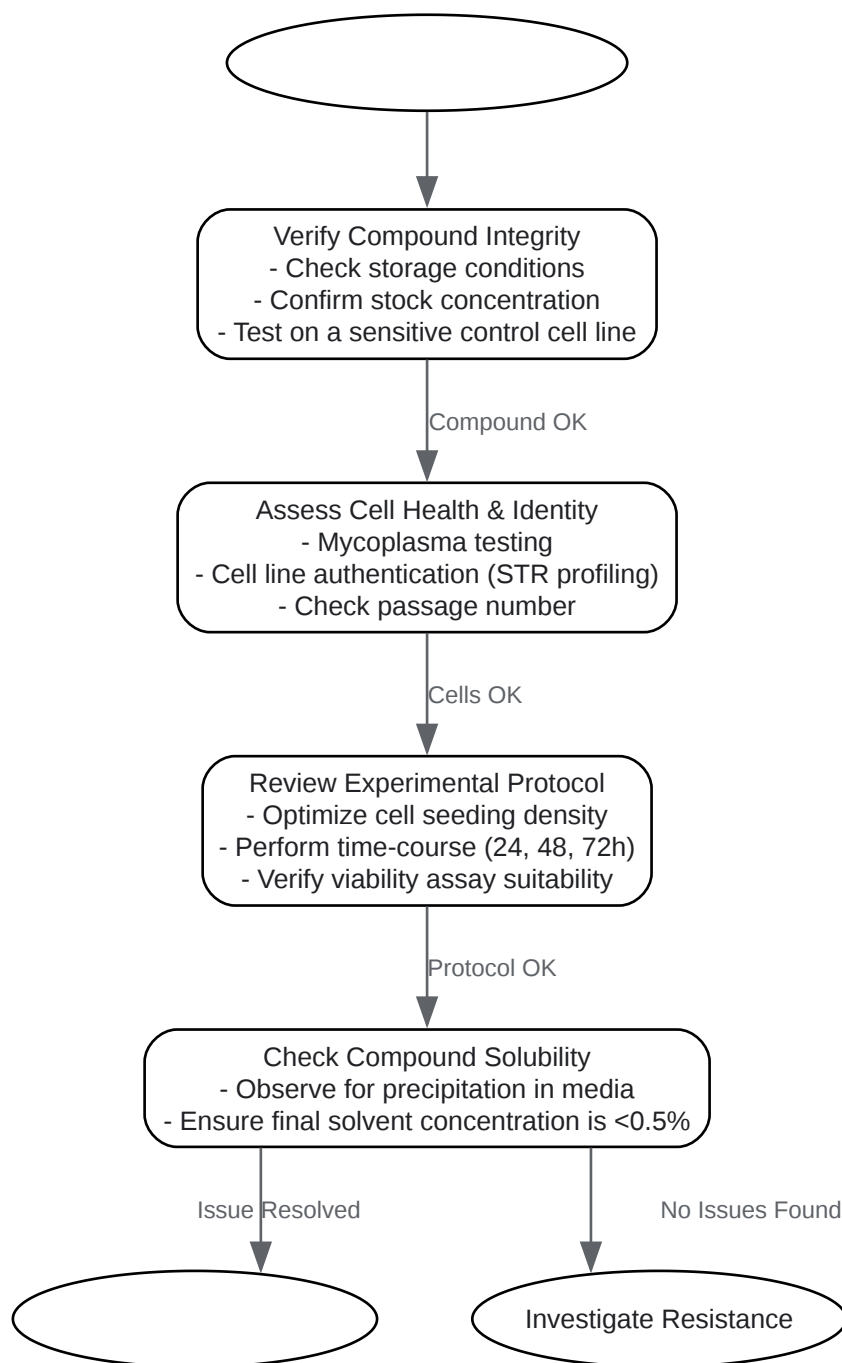 Verify Compound Integrity
- Check storage conditions
- Confirm stock concentration
- Test on a sensitive control cell line
Compound OK
Assess Cell Health & Identity
- Mycoplasma testing
- Cell line authentication (STR profiling)
- Check passage number
Cells OK
Review Experimental Protocol
- Optimize cell seeding density
- Perform time-course (24, 48, 72h)
- Verify viability assay suitability
Protocol OK
Check Compound Solubility
- Observe for precipitation in media
- Ensure final solvent concentration is <0.5%
Issue Resolved
No Issues Found
Investigate Resistance